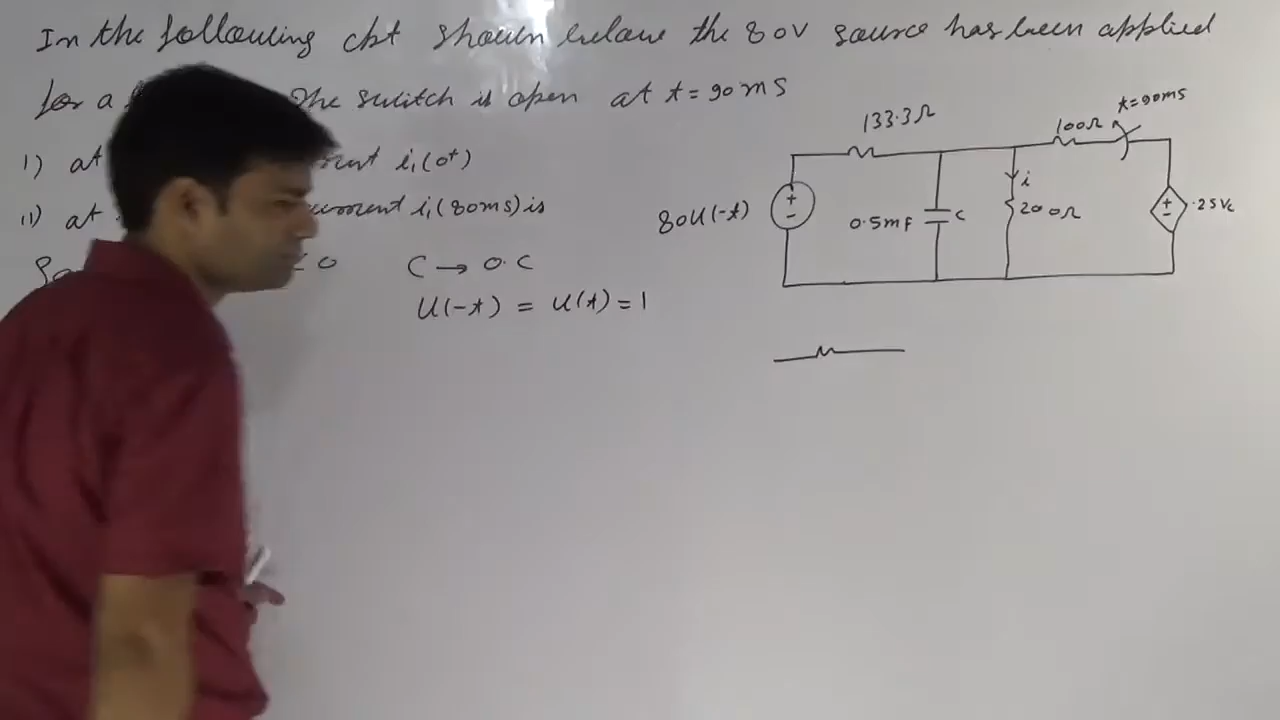 In the following ckt shown below the 80V source has been applied
for a The switch is open at t=90ms
1) at i₁(0⁺)
11) at i₁(80ms) is
0 C → O.C
U(-t) = U(t) = 1
133.3Ω
100Ω
t=90ms
80U(-t)
+
-
0.5mF
C
i
200Ω
+
-
.25Vc